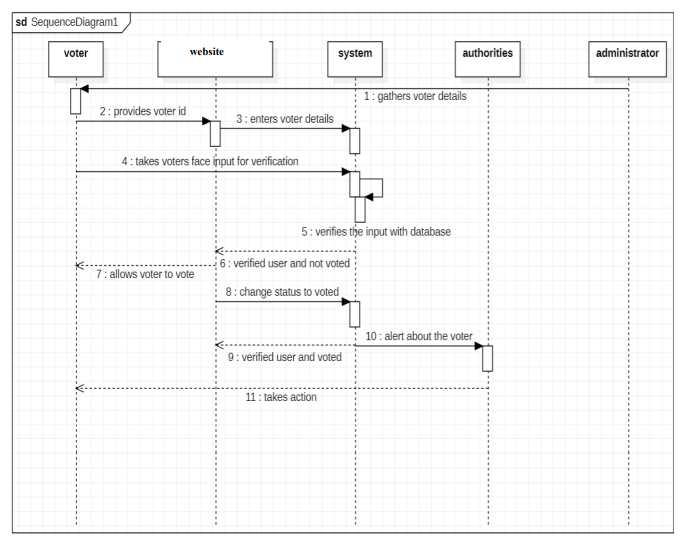 sd SequenceDiagram1
voter
website
system
authorities
administrator
1 : gathers voter details
2 : provides voter id
3 : enters voter details
4 : takes voters face input for verification
5 : verifies the input with database
6 : verified user and not voted
7 : allows voter to vote
8 : change status to voted
10 : alert about the voter
9 : verified user and voted
11 : takes action